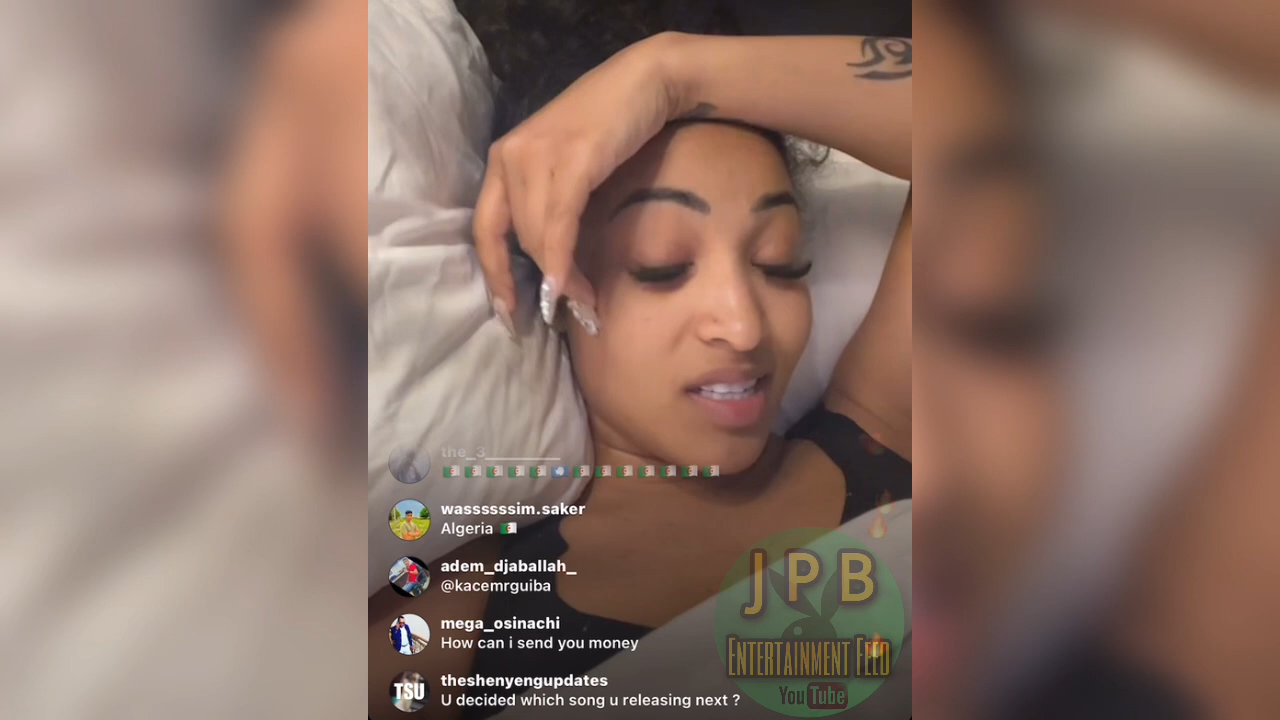 the_3________
wassssssim.saker
Algeria 🇩🇿
adem_djaballah_
@kacemrguiba
mega_osinachi
How can i send you money
theshenyengupdates
U decided which song u releasing next ?
TSU
JPB
ENTERTAINMENT FEED
YouTube